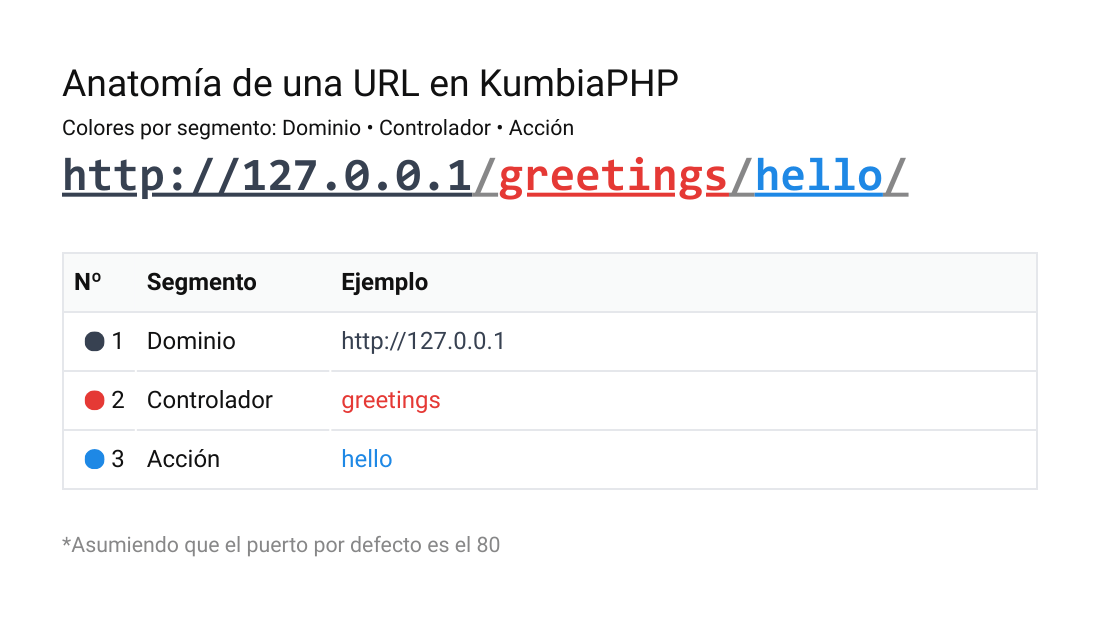 Anatomía de una URL en KumbiaPHP
Colores por segmento: Dominio • Controlador • Acción
http://127.0.0.1/greetings/hello/
Nº Segmento Ejemplo
1 Dominio http://127.0.0.1
2 Controlador greetings
3 Acción hello
*Asumiendo que el puerto por defecto es el 80